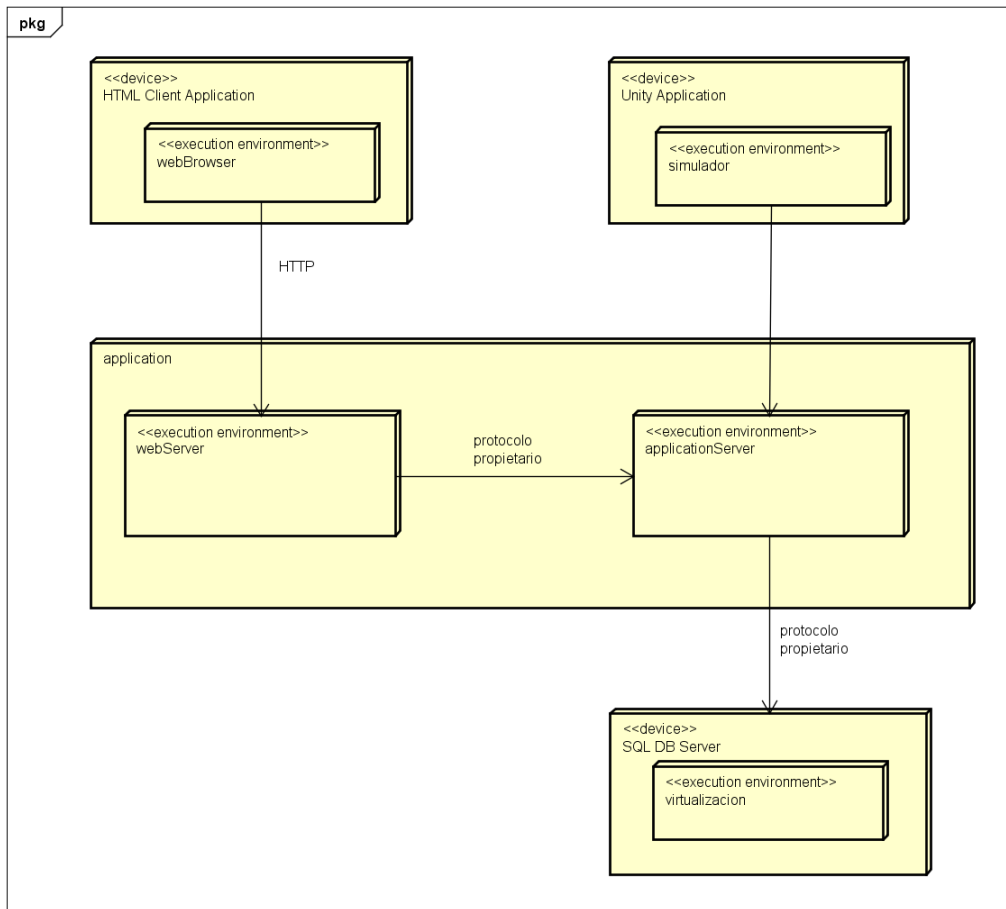 pkg
<<device>>
HTML Client Application
<<execution environment>>
webBrowser
<<device>>
Unity Application
<<execution environment>>
simulador
HTTP
application
<<execution environment>>
webServer
protocolo
propietario
<<execution environment>>
applicationServer
protocolo
propietario
<<device>>
SQL DB Server
<<execution environment>>
virtualizacion